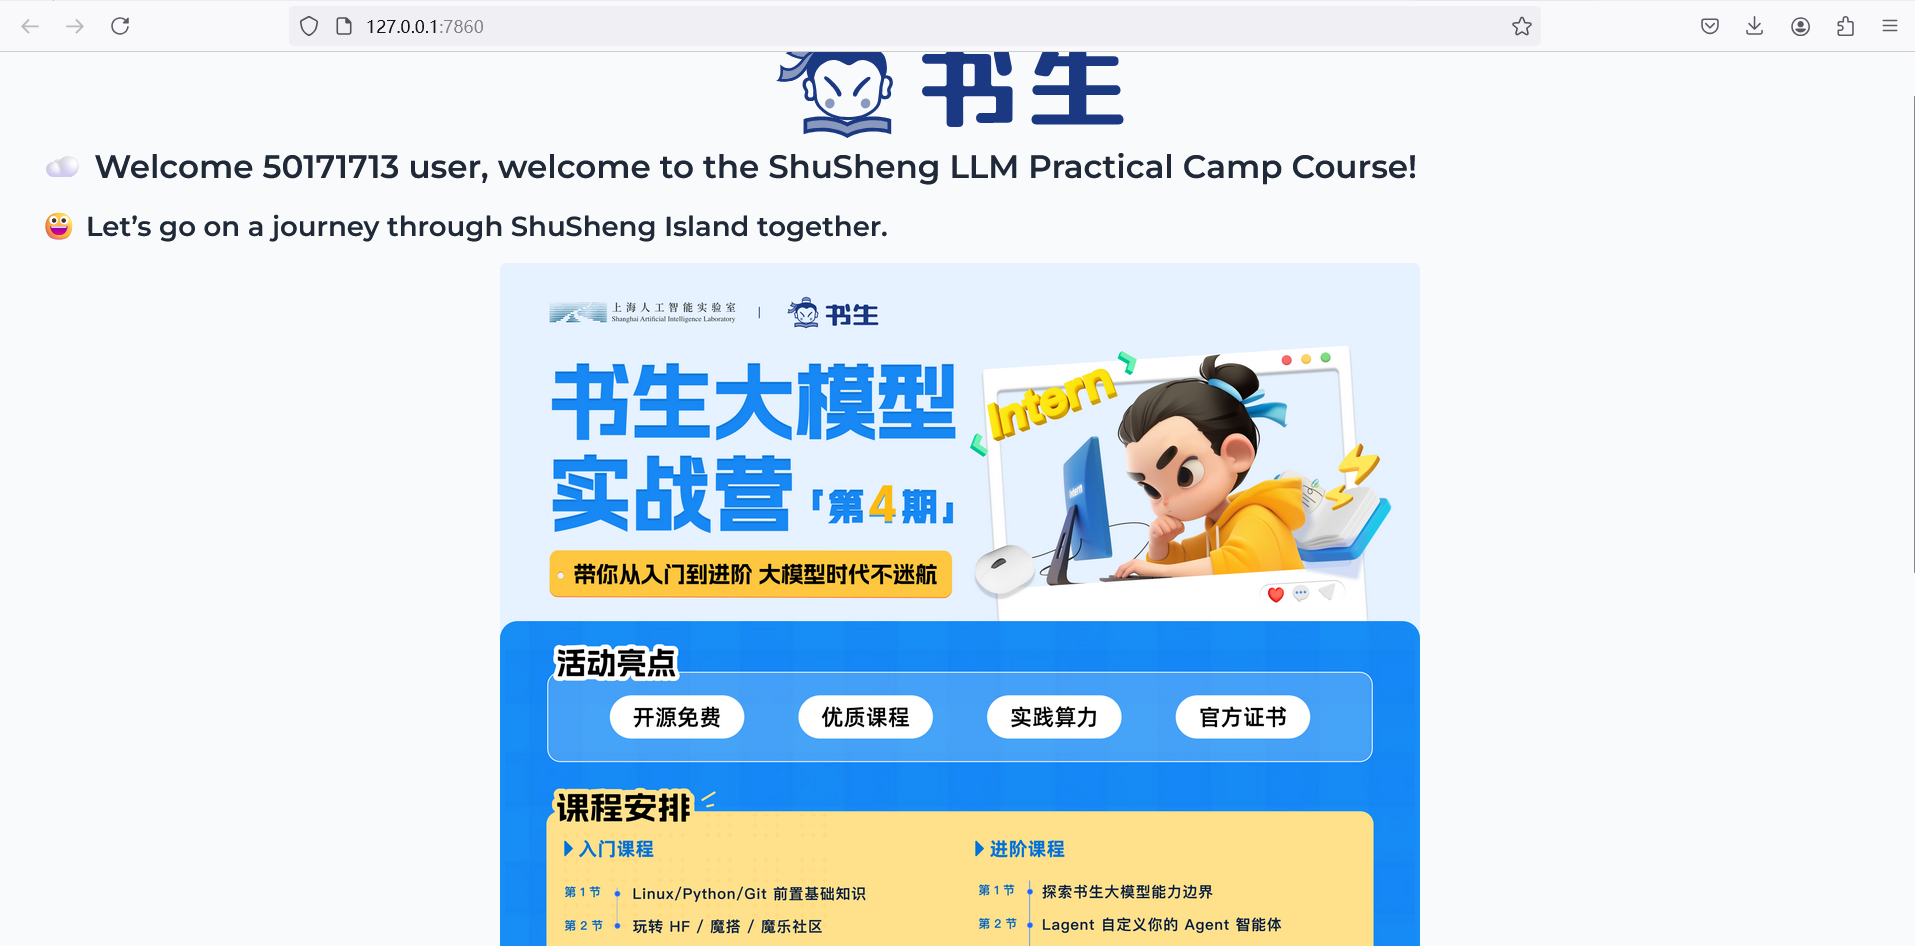 127.0.0.1:7860
书生
Welcome 50171713 user, welcome to the ShuSheng LLM Practical Camp Course!
Let’s go on a journey through ShuSheng Island together.
上海人工智能实验室
Shanghai Artificial Intelligence Laboratory
书生
书生大模型
实战营「第4期」
Intern
Intern
带你从入门到进阶 大模型时代不迷航
活动亮点
开源免费
优质课程
实践算力
官方证书
课程安排
入门课程
第1节 Linux/Python/Git 前置基础知识
第2节 玩转 HF / 魔搭 / 魔乐社区
进阶课程
第1节 探索书生大模型能力边界
第2节 Lagent 自定义你的 Agent 智能体